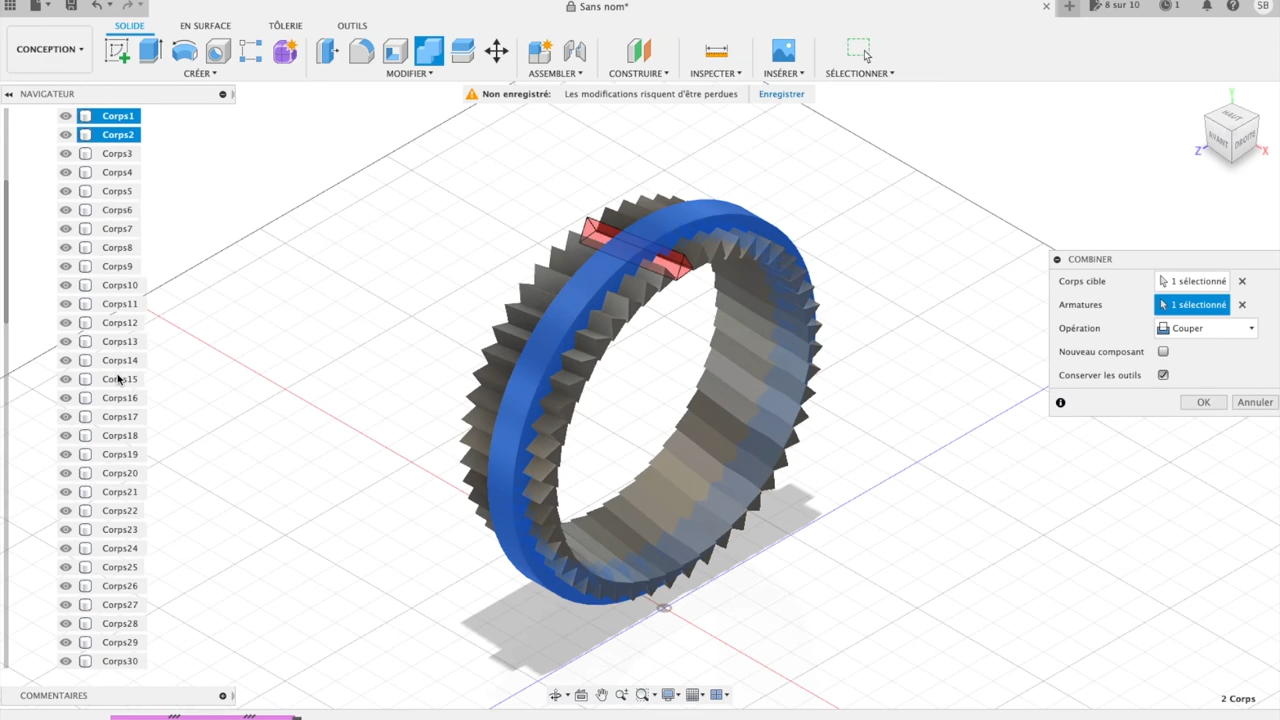 Sans nom*
8 sur 10
1
SB
CONCEPTION
SOLIDE
EN SURFACE
TÔLERIE
OUTILS
CRÉER
MODIFIER
ASSEMBLER
CONSTRUIRE
INSPECTER
INSÉRER
SÉLECTIONNER
NAVIGATEUR
Non enregistré: Les modifications risquent d'être perdues Enregistrer
Corps1
Corps2
Corps3
Corps4
Corps5
Corps6
Corps7
Corps8
Corps9
Corps10
Corps11
Corps12
Corps13
Corps14
Corps15
Corps16
Corps17
Corps18
Corps19
Corps20
Corps21
Corps22
Corps23
Corps24
Corps25
Corps26
Corps27
Corps28
Corps29
Corps30
Y
HAUT
AVANT
DROITE
Z
X
COMBINER
Corps cible 1 sélectionné
Armatures 1 sélectionné
Opération Couper
Nouveau composant
Conserver les outils
OK Annuler
COMMENTAIRES
2 Corps